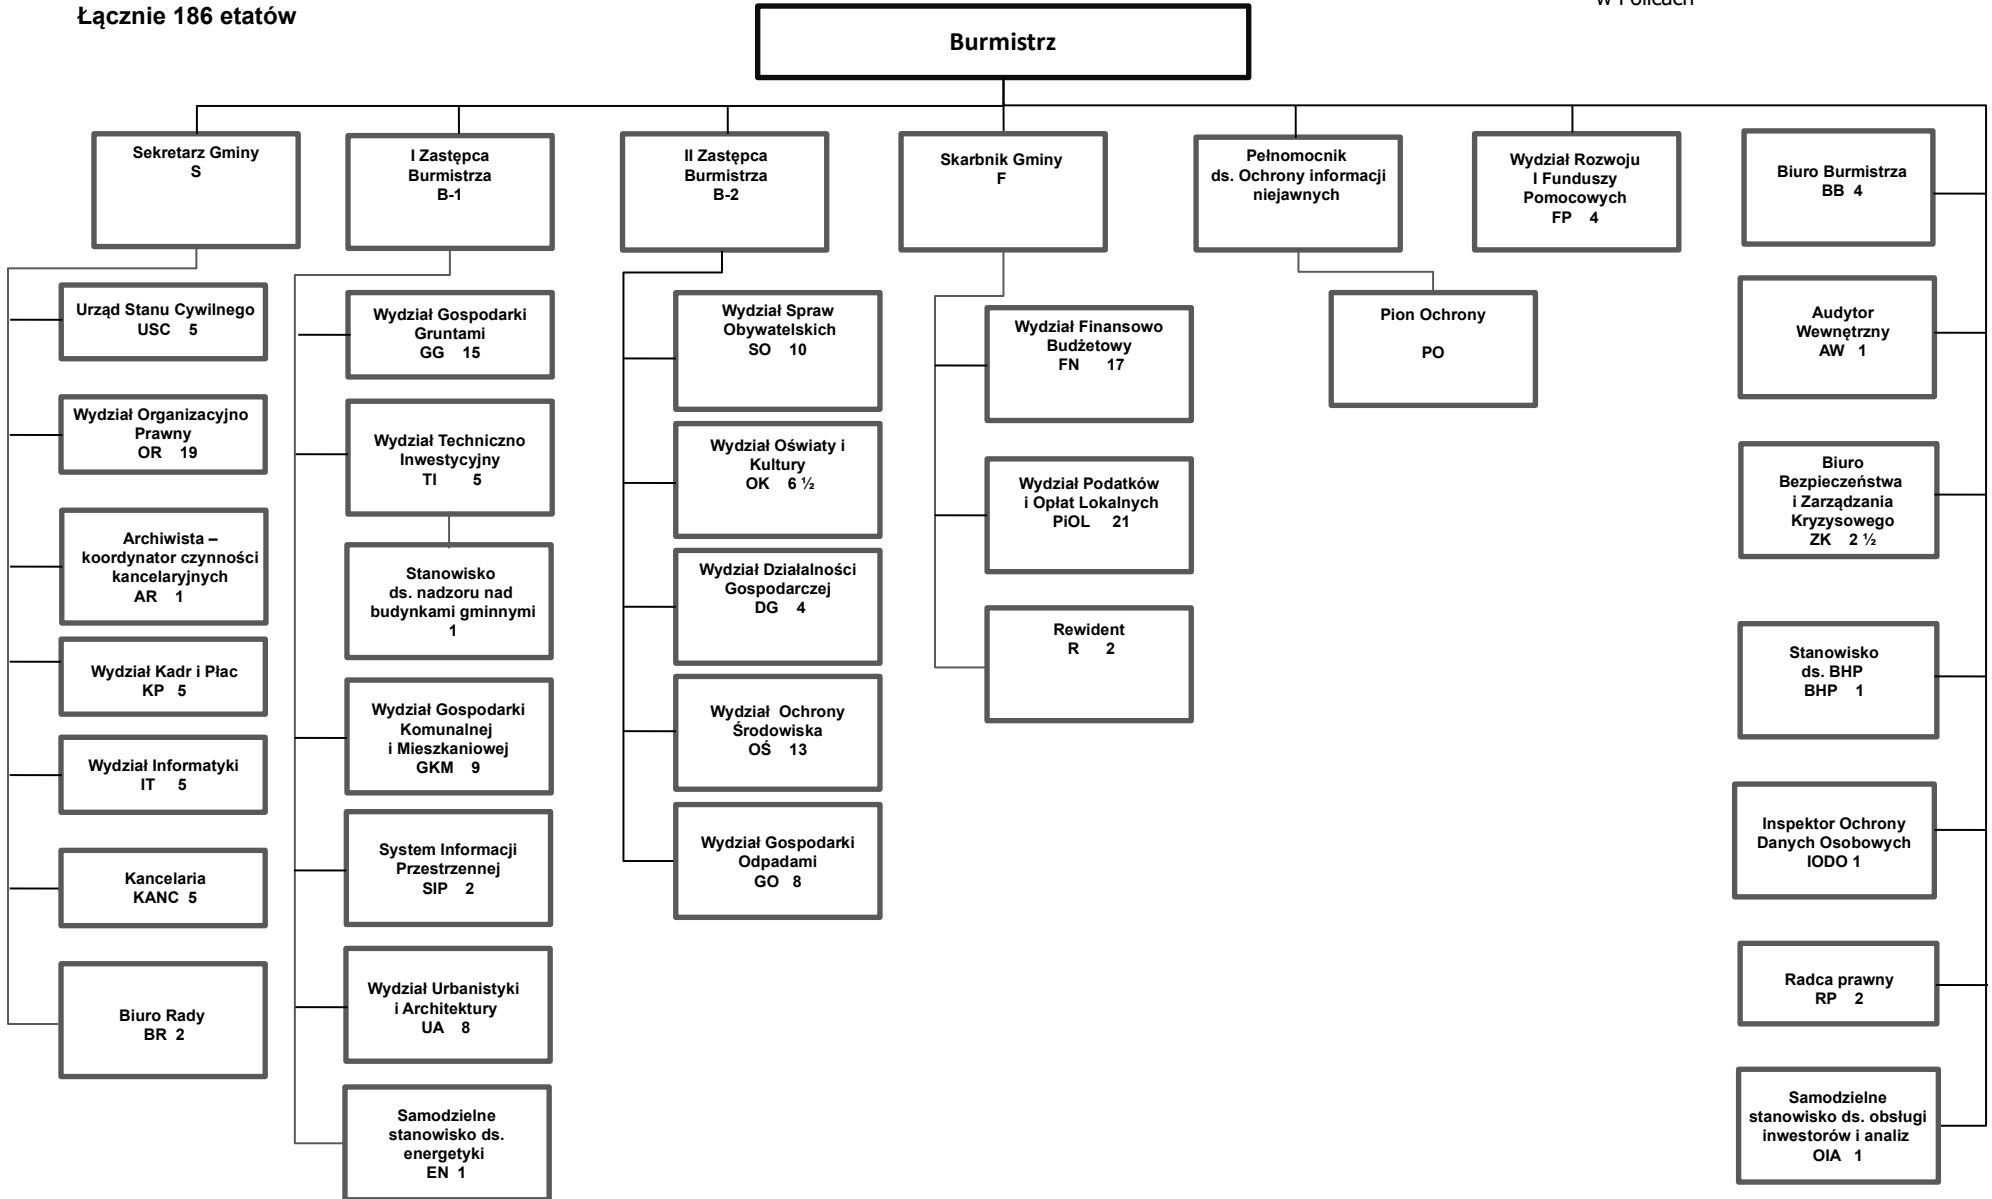 Łącznie 186 etatów
w Policach
Burmistrz
Sekretarz Gminy
S
I Zastępca
Burmistrza
B-1
II Zastępca
Burmistrza
B-2
Skarbnik Gminy
F
Pełnomocnik
ds. Ochrony informacji
niejawnych
Wydział Rozwoju
I Funduszy
Pomocowych
FP 4
Biuro Burmistrza
BB 4
Urząd Stanu Cywilnego
USC 5
Wydział Organizacyjno
Prawny
OR 19
Archiwista –
koordynator czynności
kancelaryjnych
AR 1
Wydział Kadr i Płac
KP 5
Wydział Informatyki
IT 5
Kancelaria
KANC 5
Biuro Rady
BR 2
Wydział Gospodarki
Gruntami
GG 15
Wydział Techniczno
Inwestycyjny
TI 5
Stanowisko
ds. nadzoru nad
budynkami gminnymi
1
Wydział Gospodarki
Komunalnej
i Mieszkaniowej
GKM 9
System Informacji
Przestrzennej
SIP 2
Wydział Urbanistyki
i Architektury
UA 8
Samodzielne
stanowisko ds.
energetyki
EN 1
Wydział Spraw
Obywatelskich
SO 10
Wydział Oświaty i
Kultury
OK 6 ½
Wydział Działalności
Gospodarczej
DG 4
Wydział Ochrony
Środowiska
OŚ 13
Wydział Gospodarki
Odpadami
GO 8
Wydział Finansowo
Budżetowy
FN 17
Wydział Podatków
i Opłat Lokalnych
PiOL 21
Rewident
R 2
Pion Ochrony
PO
Audytor
Wewnętrzny
AW 1
Biuro
Bezpieczeństwa
i Zarządzania
Kryzysowego
ZK 2 ½
Stanowisko
ds. BHP
BHP 1
Inspektor Ochrony
Danych Osobowych
IODO 1
Radca prawny
RP 2
Samodzielne
stanowisko ds. obsługi
inwestorów i analiz
OIA 1